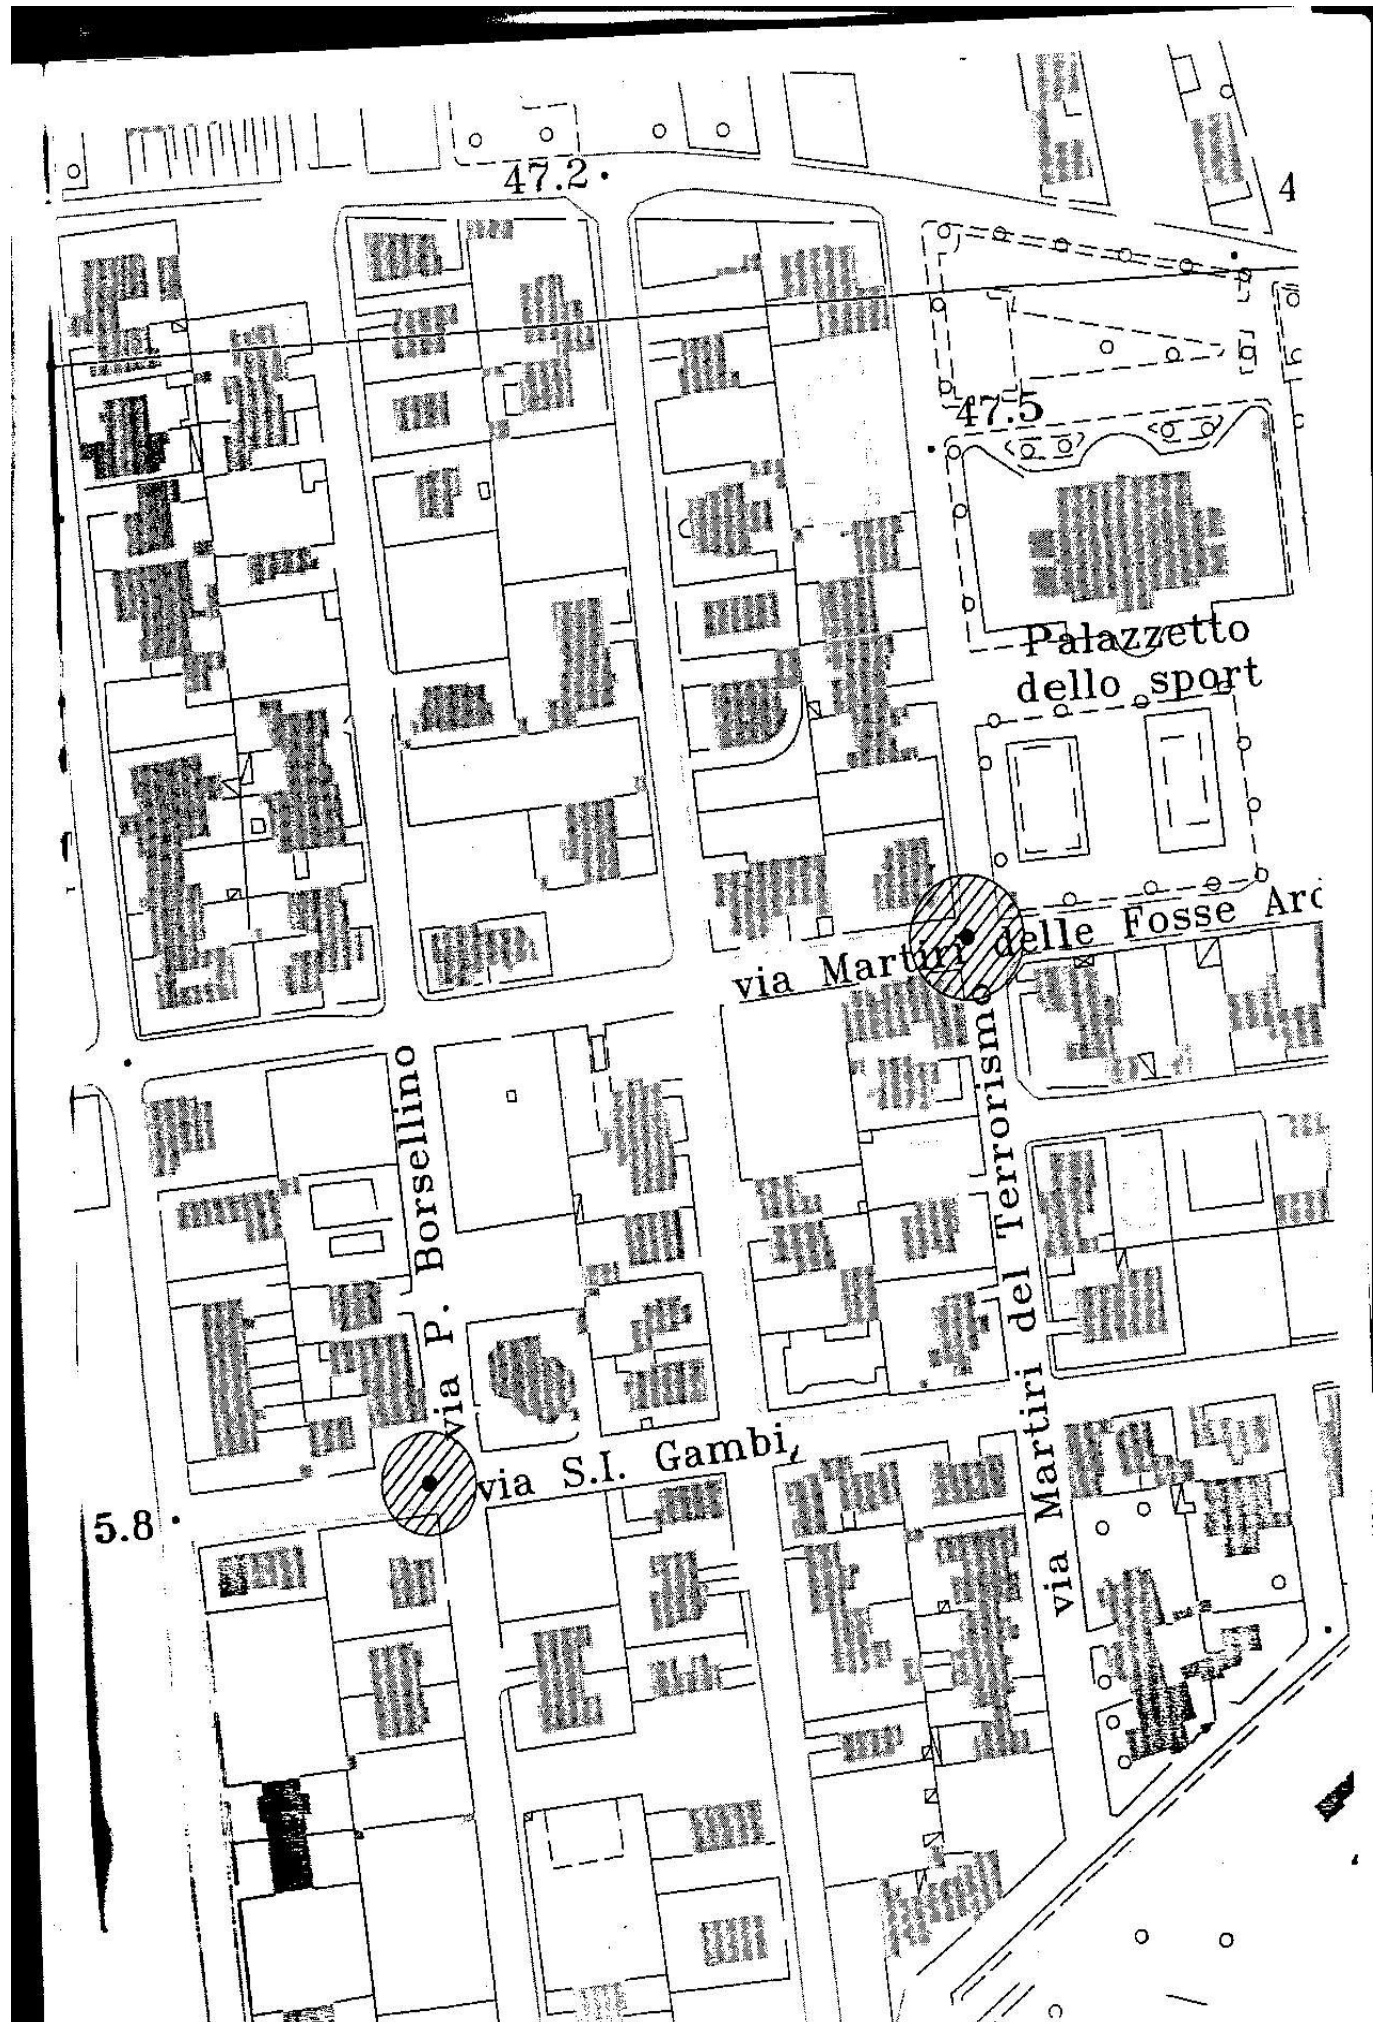 47.2
4
47.5
Palazzetto
dello sport
via Martiri delle Fosse Arc
via P. Borsellino
via Martiri del Terrorismo
via S.I. Gambi,
5.8